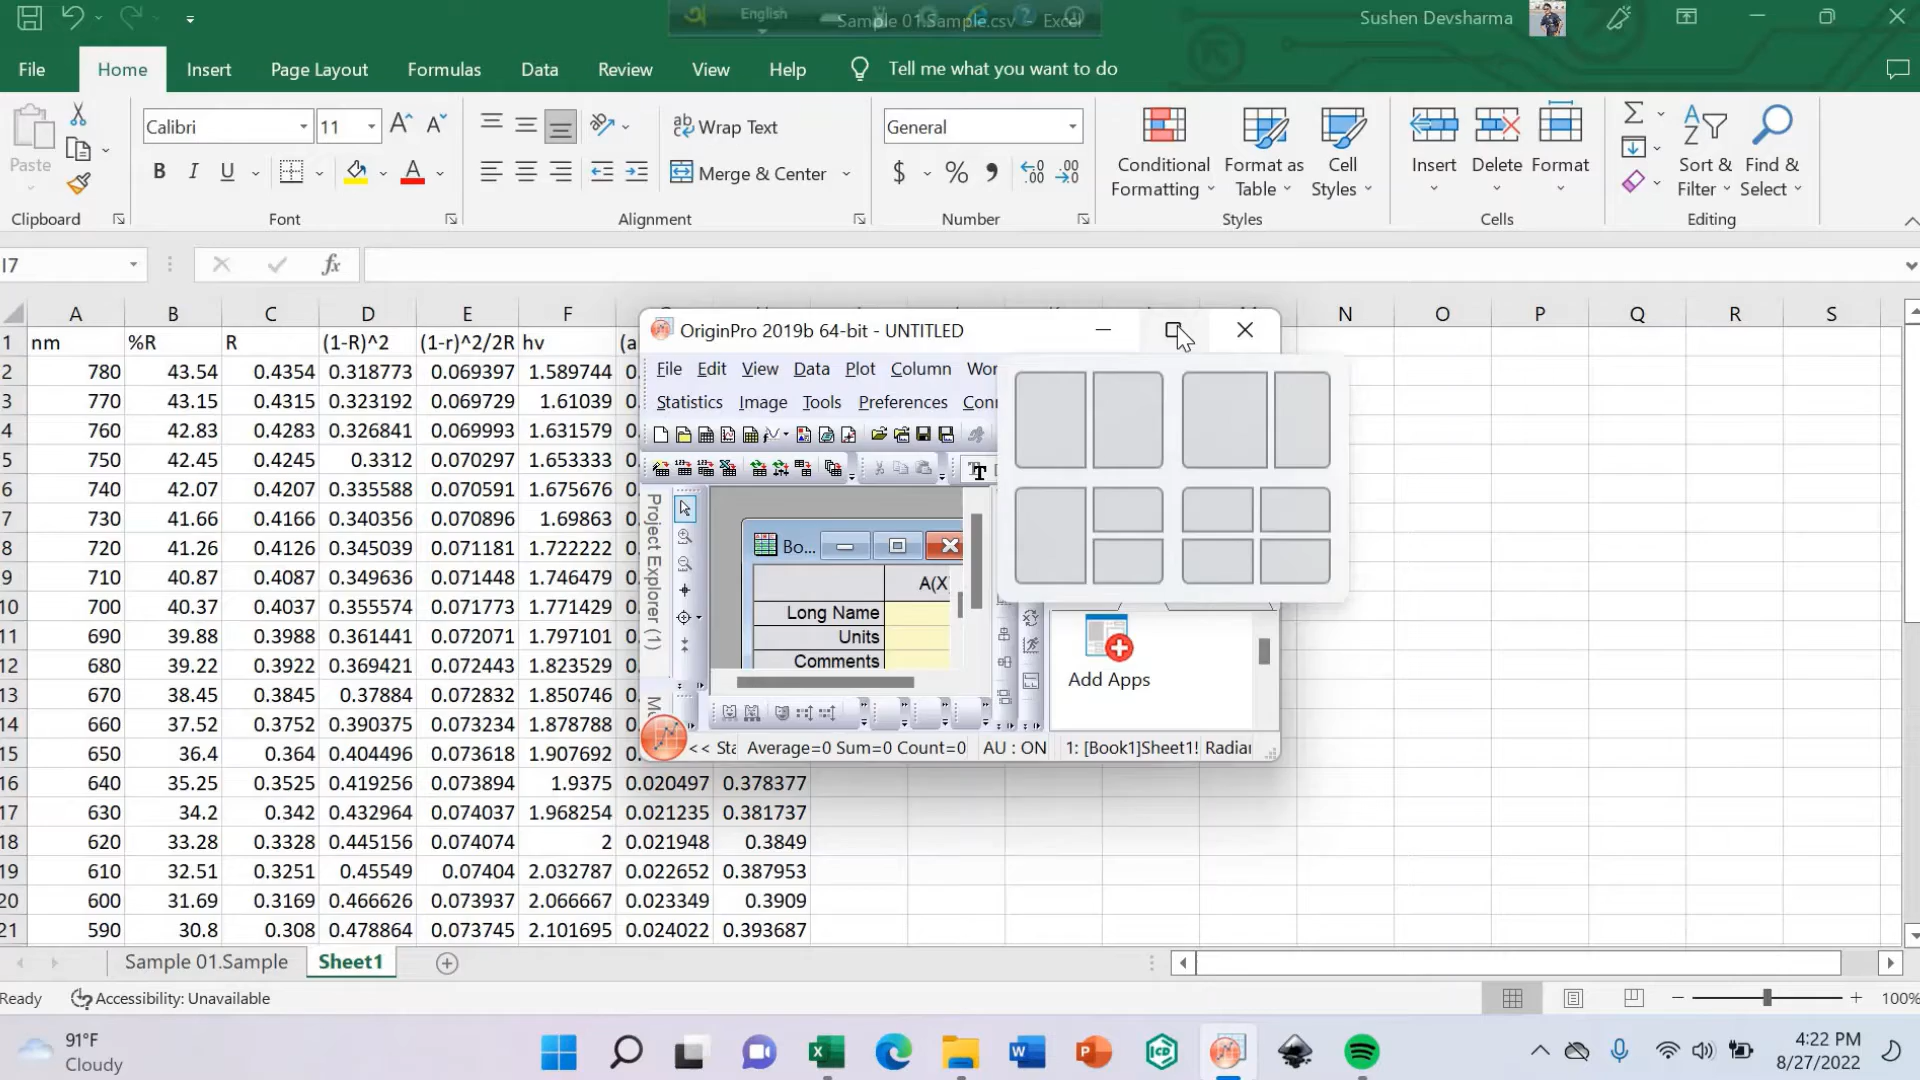 English
Sample 01.Sample.csv - Excel
Sushen Devsharma
File Home Insert Page Layout Formulas Data Review View Help Tell me what you want to do
Paste
Clipboard
Calibri 11
B I U
Font
Wrap Text
Merge & Center
Alignment
General
$ %
Number
Conditional Formatting
Format as Table
Cell Styles
Styles
Insert Delete Format
Cells
Sort & Filter
Find & Select
Editing
I7
fx
A B C D E F N O P Q R S
1 nm %R R (1-R)^2 (1-r)^2/2R hv (a
2 780 43.54 0.4354 0.318773 0.069397 1.589744 0.
3 770 43.15 0.4315 0.323192 0.069729 1.61039 0.
4 760 42.83 0.4283 0.326841 0.069993 1.631579 0.
5 750 42.45 0.4245 0.3312 0.070297 1.653333 0.
6 740 42.07 0.4207 0.335588 0.070591 1.675676 0.
7 730 41.66 0.4166 0.340356 0.070896 1.69863 0.
8 720 41.26 0.4126 0.345039 0.071181 1.722222 0.
9 710 40.87 0.4087 0.349636 0.071448 1.746479 0.
10 700 40.37 0.4037 0.355574 0.071773 1.771429 0.
11 690 39.88 0.3988 0.361441 0.072071 1.797101 0.
12 680 39.22 0.3922 0.369421 0.072443 1.823529 0.
13 670 38.45 0.3845 0.37884 0.072832 1.850746 0.
14 660 37.52 0.3752 0.390375 0.073234 1.878788 0.
15 650 36.4 0.364 0.404496 0.073618 1.907692 0.
16 640 35.25 0.3525 0.419256 0.073894 1.9375 0.020497 0.378377
17 630 34.2 0.342 0.432964 0.074037 1.968254 0.021235 0.381737
18 620 33.28 0.3328 0.445156 0.074074 2 0.021948 0.3849
19 610 32.51 0.3251 0.45549 0.07404 2.032787 0.022652 0.387953
20 600 31.69 0.3169 0.466626 0.073937 2.066667 0.023349 0.3909
21 590 30.8 0.308 0.478864 0.073745 2.101695 0.024022 0.393687
OriginPro 2019b 64-bit - UNTITLED
File Edit View Data Plot Column Wor
Statistics Image Tools Preferences Con
Project Explorer (1)
Bo...
A(X
Long Name
Units
Comments
Add Apps
<< Sta Average=0 Sum=0 Count=0 AU : ON 1: [Book1]Sheet1! Radian
Sample 01.Sample Sheet1
Ready Accessibility: Unavailable
100%
91°F
Cloudy
4:22 PM
8/27/2022